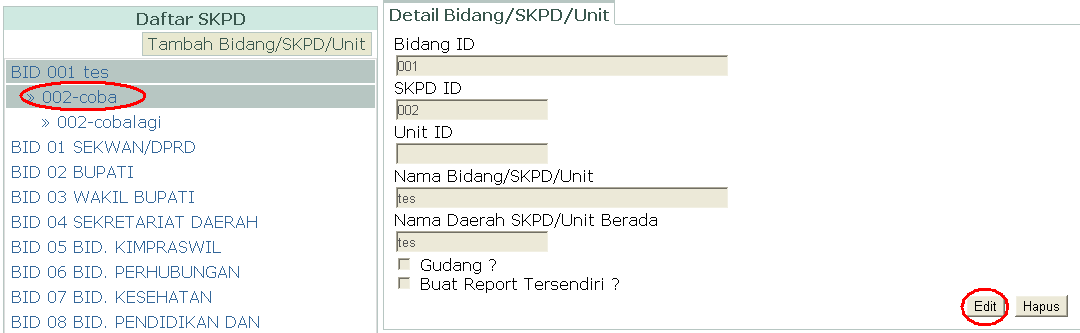 Daftar SKPD
Tambah Bidang/SKPD/Unit
BID 001 tes
» 002-coba
» 002-cobalagi
BID 01 SEKWAN/DPRD
BID 02 BUPATI
BID 03 WAKIL BUPATI
BID 04 SEKRETARIAT DAERAH
BID 05 BID. KIMPRASWIL
BID 06 BID. PERHUBUNGAN
BID 07 BID. KESEHATAN
BID 08 BID. PENDIDIKAN DAN
Detail Bidang/SKPD/Unit
Bidang ID
001
SKPD ID
002
Unit ID
Nama Bidang/SKPD/Unit
tes
Nama Daerah SKPD/Unit Berada
tes
Gudang ?
Buat Report Tersendiri ?
Edit Hapus